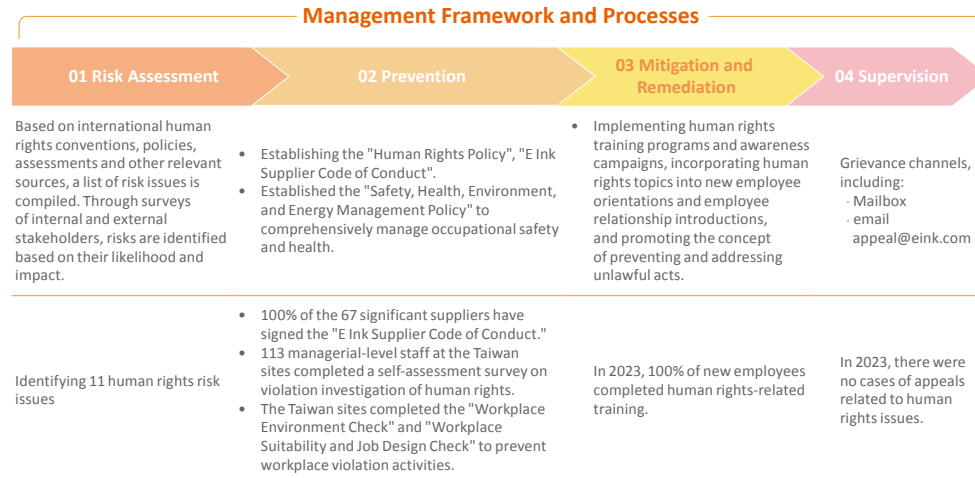 Management Framework and Processes
01 Risk Assessment
02 Prevention
03 Mitigation and
Remediation
04 Supervision
Based on international human
rights conventions, policies,
assessments and other relevant
sources, a list of risk issues is
compiled. Through surveys
of internal and external
stakeholders, risks are identified
based on their likelihood and
impact.
• Establishing the "Human Rights Policy", "E Ink
Supplier Code of Conduct".
• Established the "Safety, Health, Environment,
and Energy Management Policy" to
comprehensively manage occupational safety
and health.
• Implementing human rights
training programs and awareness
campaigns, incorporating human
rights topics into new employee
orientations and employee
relationship introductions,
and promoting the concept
of preventing and addressing
unlawful acts.
Grievance channels,
including:
· Mailbox
· email
appeal@eink.com
Identifying 11 human rights risk
issues
• 100% of the 67 significant suppliers have
signed the "E Ink Supplier Code of Conduct."
• 113 managerial-level staff at the Taiwan
sites completed a self-assessment survey on
violation investigation of human rights.
• The Taiwan sites completed the "Workplace
Environment Check" and "Workplace
Suitability and Job Design Check" to prevent
workplace violation activities.
In 2023, 100% of new employees
completed human rights-related
training.
In 2023, there were
no cases of appeals
related to human
rights issues.